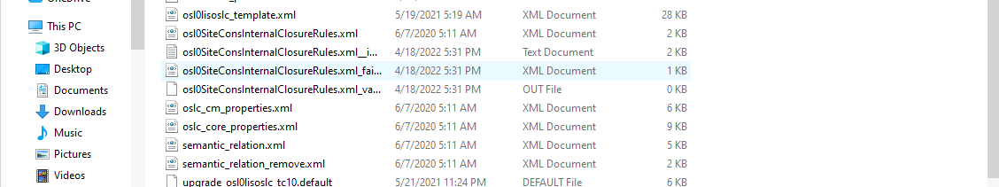 OneDrive
This PC
3D Objects
Desktop
Documents
Downloads
Music
Pictures
Videos
osl0lisoslc_template.xml 5/19/2021 5:19 AM XML Document 28 KB
osl0SiteConsInternalClosureRules.xml 6/7/2020 5:11 AM XML Document 2 KB
osl0SiteConsInternalClosureRules.xml__i... 4/18/2022 5:31 PM Text Document 2 KB
osl0SiteConsInternalClosureRules.xml_fai... 4/18/2022 5:31 PM XML Document 1 KB
osl0SiteConsInternalClosureRules.xml_va... 4/18/2022 5:31 PM OUT File 0 KB
oslc_cm_properties.xml 6/7/2020 5:11 AM XML Document 6 KB
oslc_core_properties.xml 6/7/2020 5:11 AM XML Document 9 KB
semantic_relation.xml 6/7/2020 5:11 AM XML Document 5 KB
semantic_relation_remove.xml 6/7/2020 5:11 AM XML Document 2 KB
upgrade_osl0lisoslc_tc10.default 5/21/2021 11:24 PM DEFAULT File 6 KB